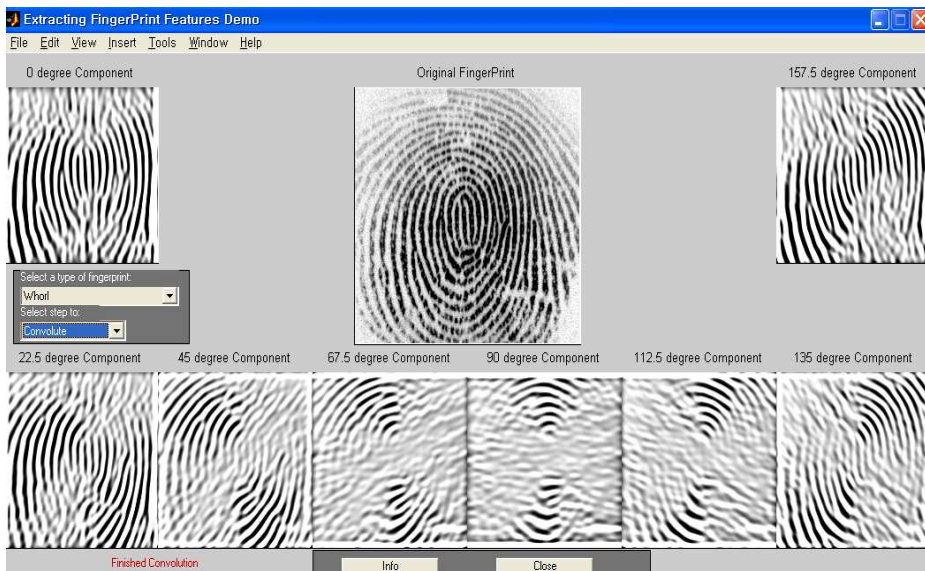 Extracting FingerPrint Features Demo
File Edit View Insert Tools Window Help
0 degree Component
Original FingerPrint
157.5 degree Component
Select a type of fingerprint:
Whorl
Select step to:
Convolute
22.5 degree Component
45 degree Component
67.5 degree Component
90 degree Component
112.5 degree Component
135 degree Component
Finished Convolution
Info
Close